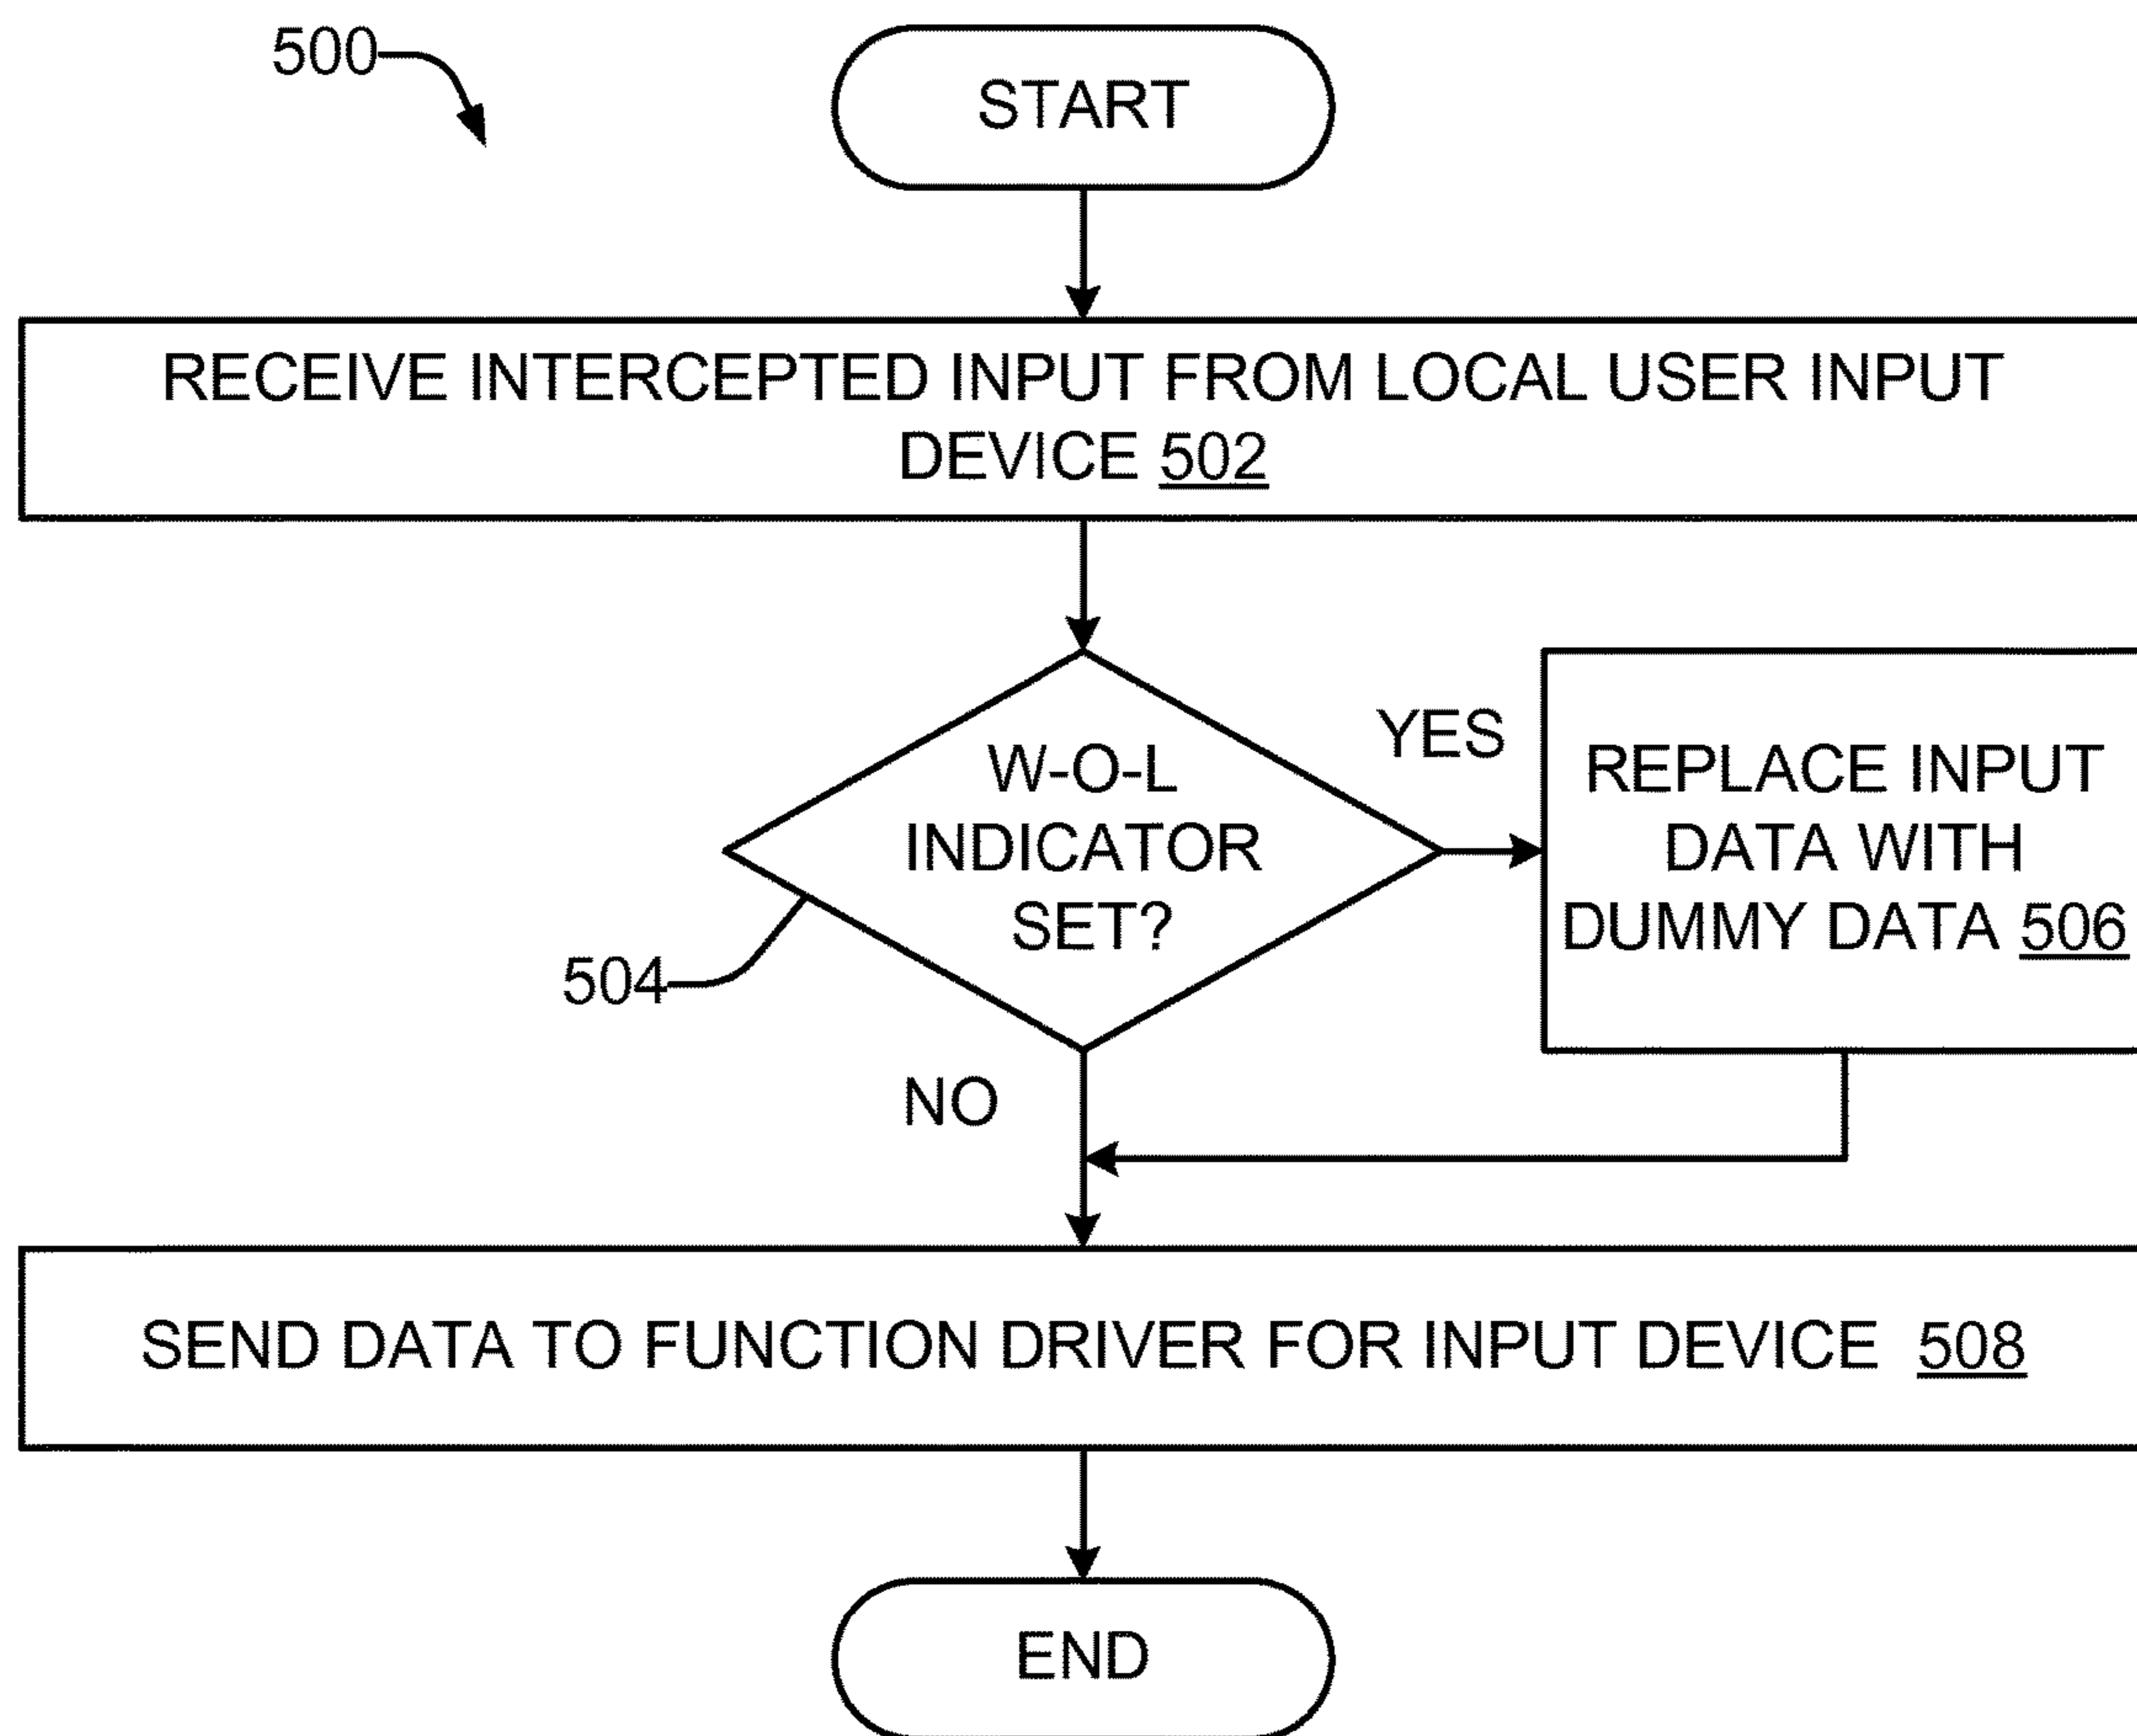 500
START
RECEIVE INTERCEPTED INPUT FROM LOCAL USER INPUT
DEVICE 502
W-O-L
INDICATOR
SET?
504
YES
REPLACE INPUT
DATA WITH
DUMMY DATA 506
NO
SEND DATA TO FUNCTION DRIVER FOR INPUT DEVICE 508
END